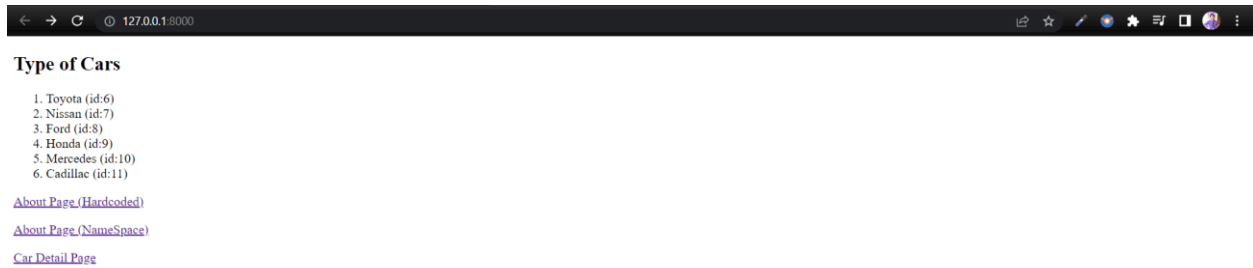 127.0.0.1:8000
Type of Cars
1. Toyota (id:6)
2. Nissan (id:7)
3. Ford (id:8)
4. Honda (id:9)
5. Mercedes (id:10)
6. Cadillac (id:11)
About Page (Hardcoded)
About Page (NameSpace)
Car Detail Page